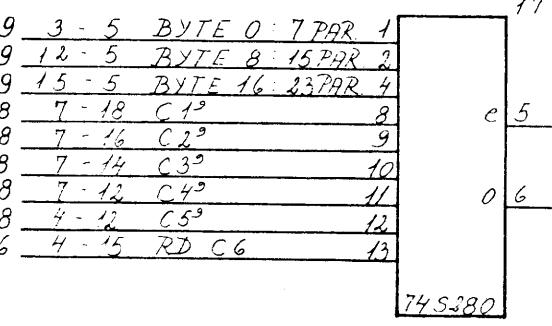 17
9 3-5 BYTE 0:7 PAR. 1
9 12-5 BYTE 8:15 PAR 2
9 15-5 BYTE 16:23 PAR 4
8 7-18 C1⁹ 8 e 5
8 7-16 C2⁹ 9
8 7-14 C3⁹ 10
8 7-12 C4⁹ 11 O 6
8 4-12 C5⁹ 12
6 4-15 RD C6 13
74S280